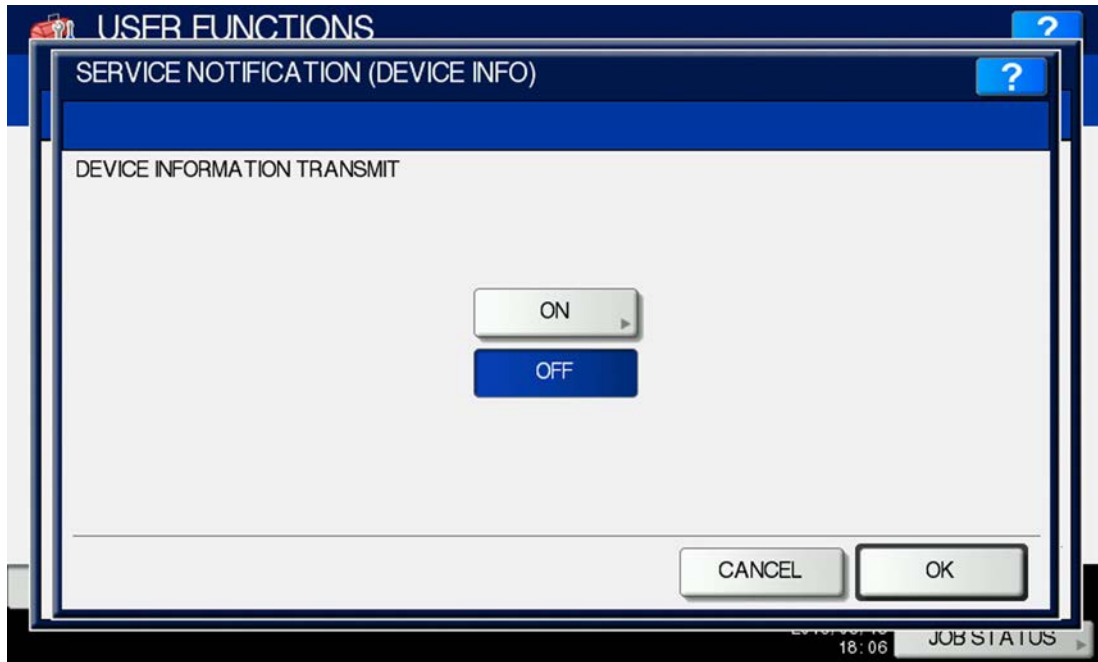 USER FUNCTIONS
?
SERVICE NOTIFICATION (DEVICE INFO)
?
DEVICE INFORMATION TRANSMIT
ON
OFF
CANCEL
OK
18:06
JOB STATUS